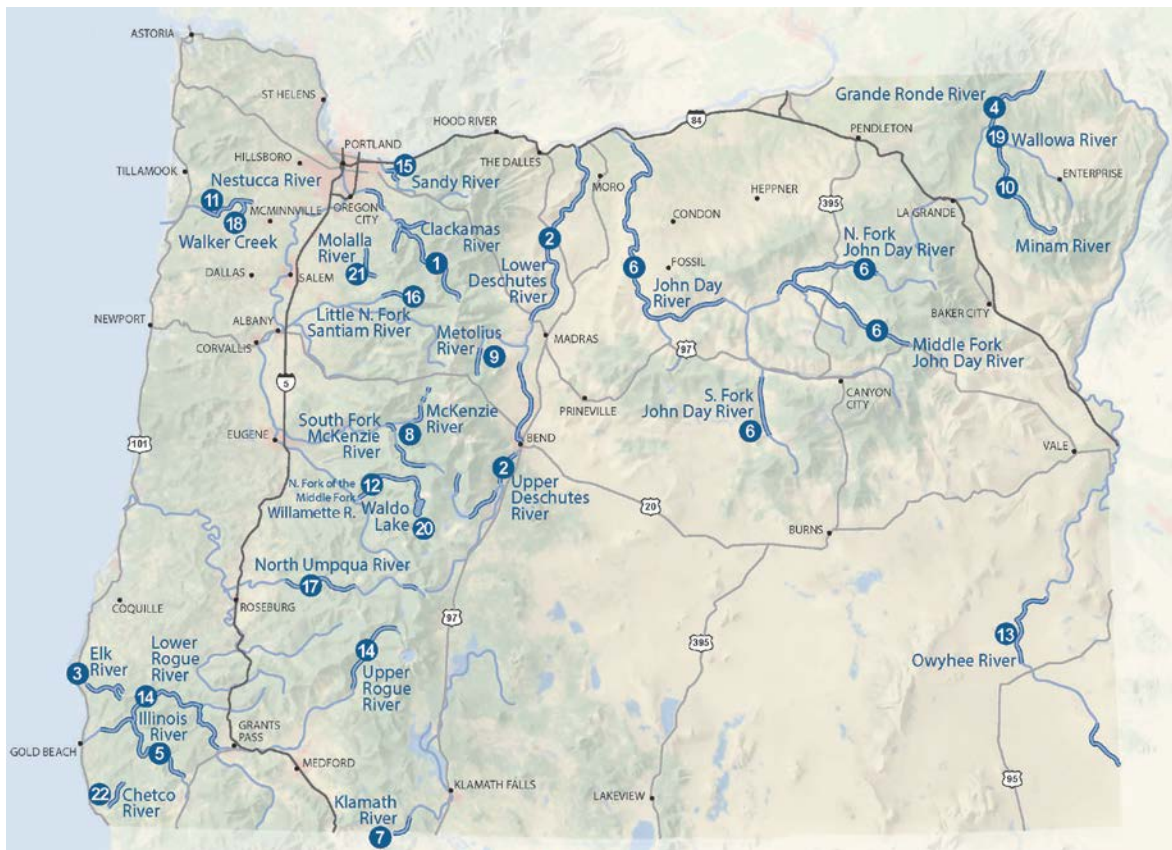 ASTORIA
ST HELENS
HOOD RIVER
84
Grande Ronde River
4
PENDLETON
PORTLAND
HILLSBORO
15
THE DALLES
19
Wallowa River
TILLAMOOK
Nestucca River
Sandy River
MORO
HEPPNER
395
ENTERPRISE
11
MCMINNVILLE
OREGON
CITY
10
LA GRANDE
18
Walker Creek
Clackamas
River
CONDON
Minam River
Molalla
River
21
1
2
N. Fork
John Day River
6
DALLAS
SALEM
Lower
Deschutes
River
6
FOSSIL
John Day
River
16
Little N. Fork
Santiam River
BAKER CITY
NEWPORT
ALBANY
Metolius
River
9
MADRAS
6
Middle Fork
John Day River
CORVALLIS
97
5
PRINEVILLE
S. Fork
John Day River
6
CANYON
CITY
McKenzie
River
South Fork
McKenzie
River
8
101
EUGENE
BEND
VALE
2
Upper
Deschutes
River
N. Fork of the
Middle Fork
Willamette R.
12
Waldo
Lake
20
20
BURNS
North Umpqua River
17
COQUILLE
ROSEBURG
97
395
13
Owyhee River
Elk
River
3
Lower
Rogue
River
14
14
Upper
Rogue
River
Illinois
River
5
GOLD BEACH
GRANTS
PASS
MEDFORD
22
Chetco
River
Klamath
River
7
KLAMATH FALLS
LAKEVIEW
95